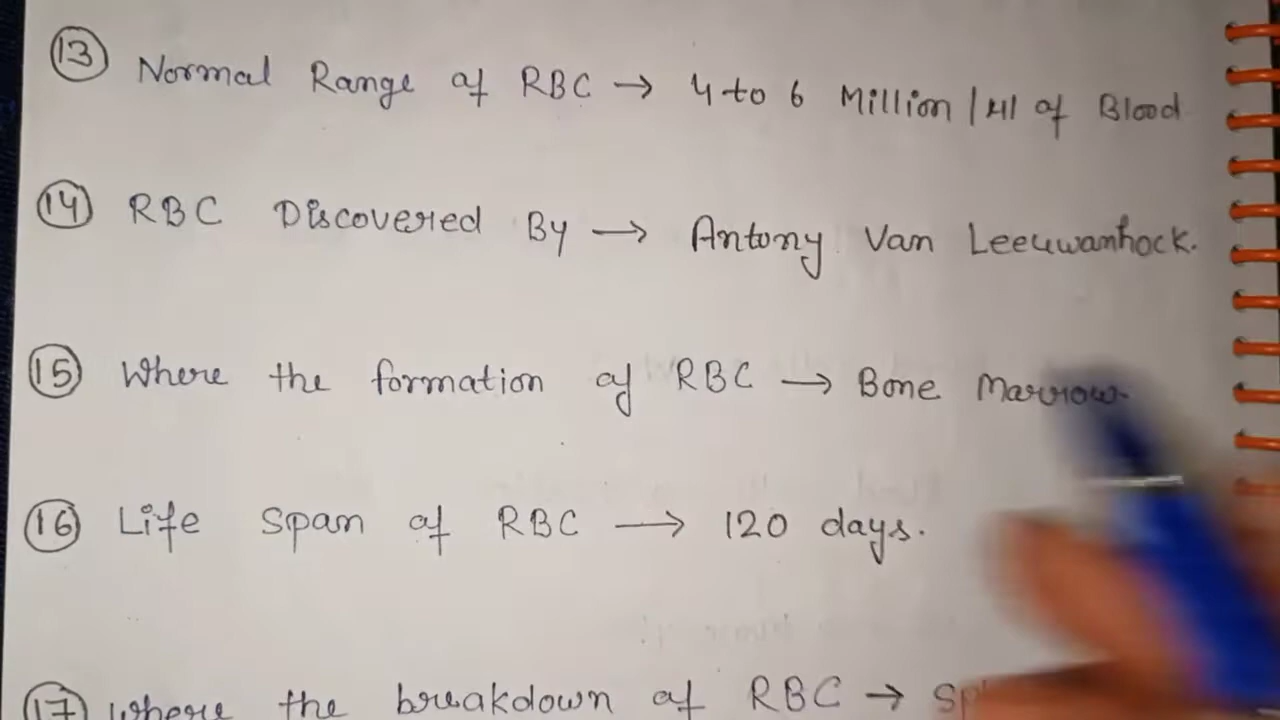 13 Normal Range of RBC → 4 to 6 Million/μl of Blood
14 RBC Discovered By → Antony Van Leeuwanhock.
15 Where the formation of RBC → Bone Marrow.
16 Life Span of RBC → 120 days.
17 Where the breakdown of RBC →